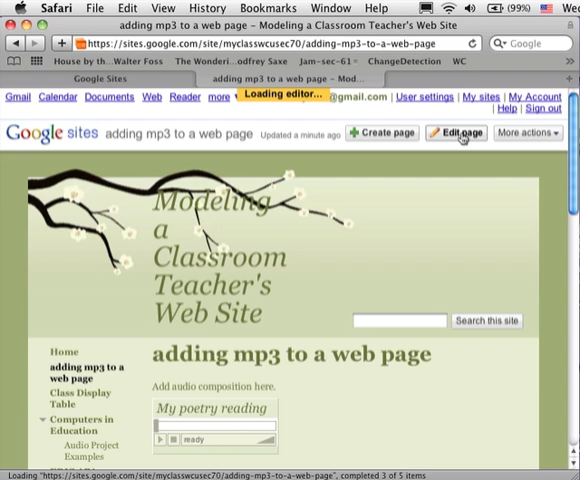 Safari File Edit View History Bookmarks Window Help (99%) Wed
adding mp3 to a web page – Modeling a Classroom Teacher's Web Site
https://sites.google.com/site/myclasswcusec70/adding-mp3-to-a-web-page Google
House by th...Walter Foss The Wonderi...odfrey Saxe Jam-sec-61 ChangeDetection WC
Google Sites adding mp3 to a web page – Mod...
Gmail Calendar Documents Web Reader more Loading editor... @gmail.com | User settings | My sites | My Account
| Help | Sign out
Google sites adding mp3 to a web page Updated a minute ago Create page Edit page More actions
Modeling
a
Classroom
Teacher's
Web Site
Search this site
Home
adding mp3 to a
web page
Class Display
Table
Computers in
Education
Audio Project
Examples
adding mp3 to a web page
Add audio composition here.
My poetry reading
ready
Loading "https://sites.google.com/site/myclasswcusec70/adding-mp3-to-a-web-page", completed 3 of 5 items